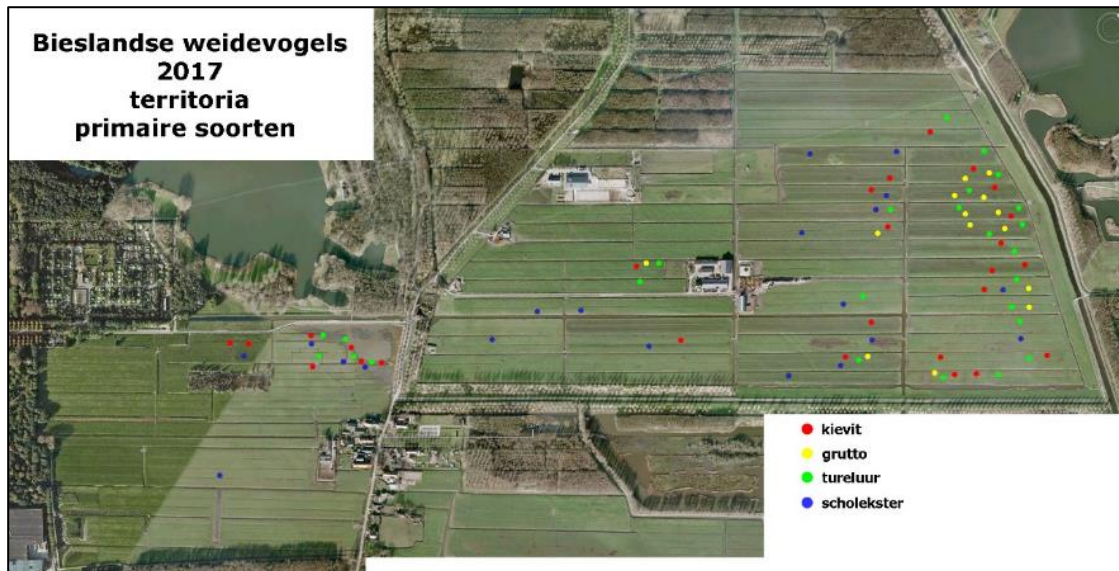 Bieslandse weidevogels
2017
territoria
primaire soorten
kievit
grutto
tureluur
scholekster